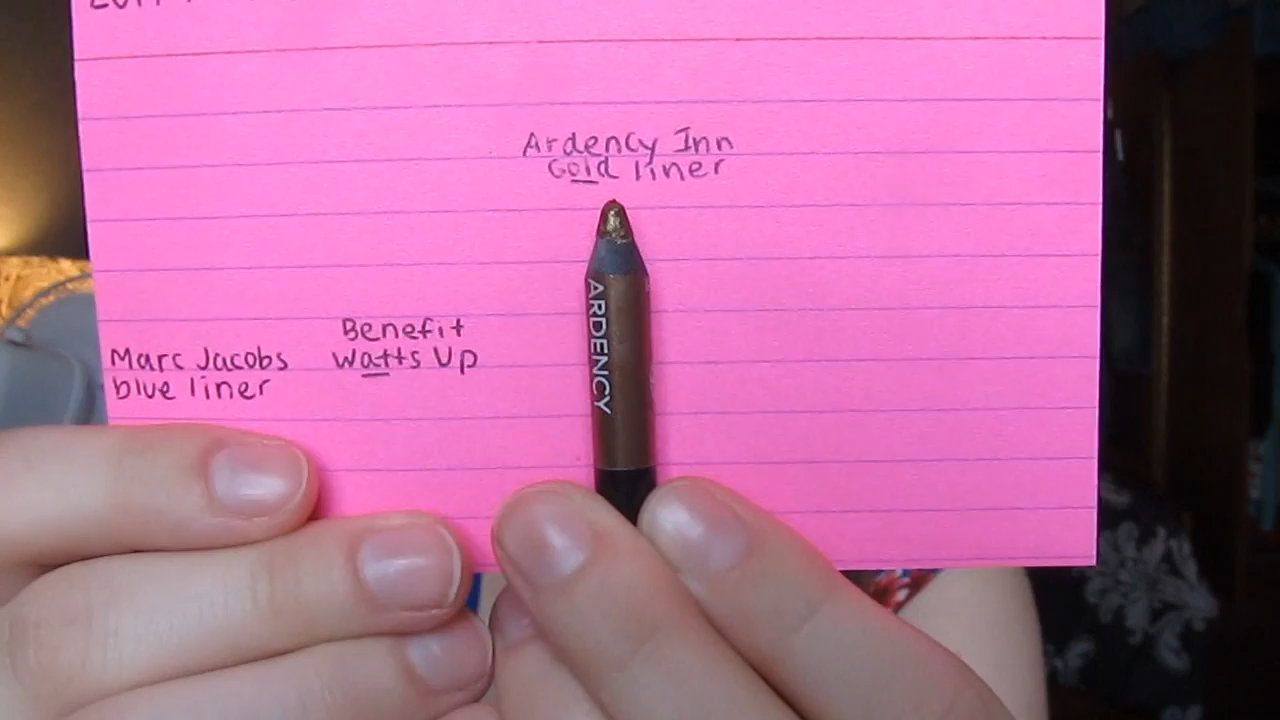 Ardency Inn
Gold liner
Benefit
Watts Up
Marc Jacobs
blue liner
ARDENCY